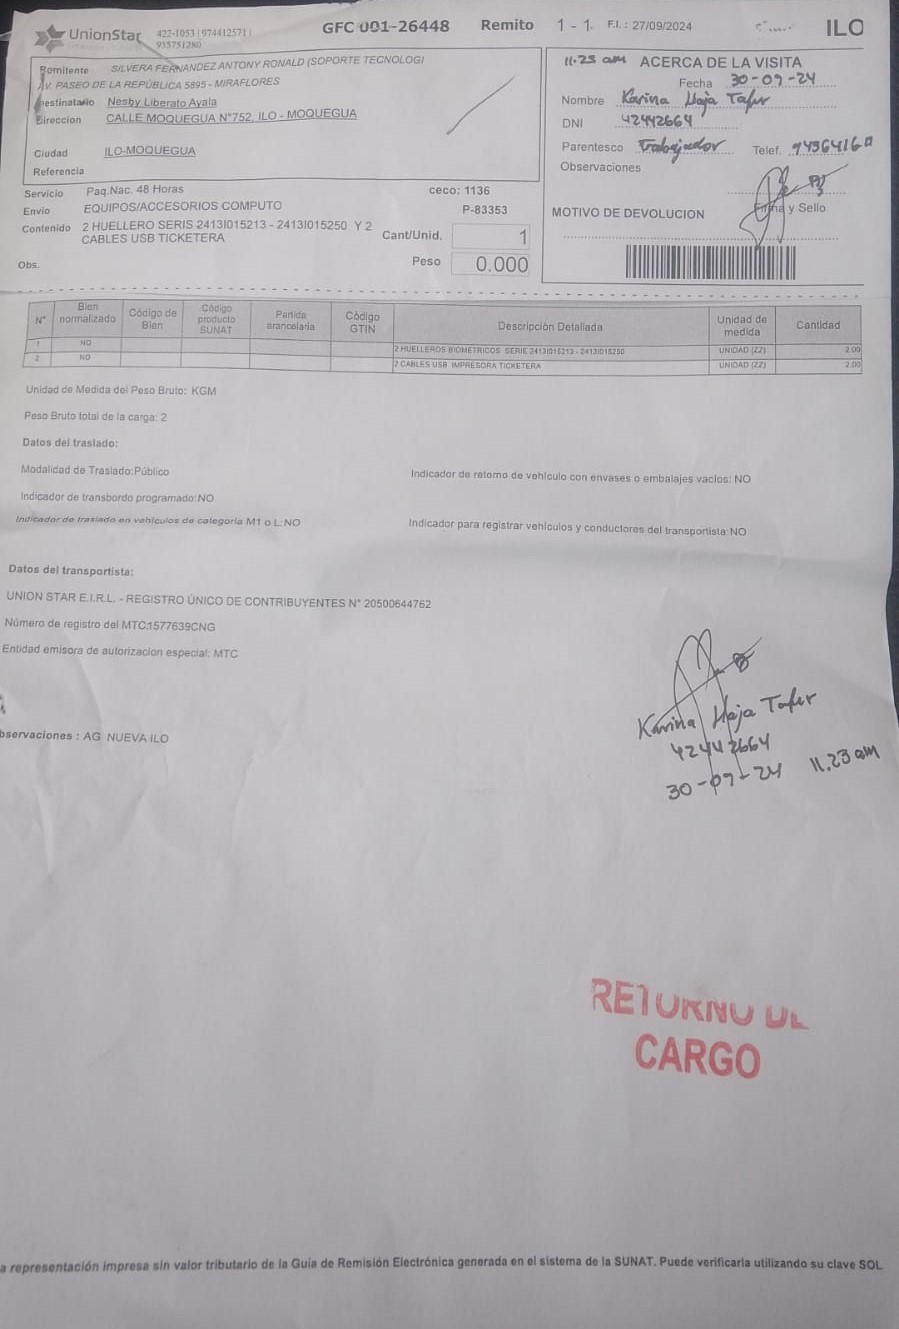 UnionStar 422-1053 | 974412571 | GFC 001-26448 Remito 1 - 1 F.I.: 27/09/2024 ILO
955751280
Remitente SILVERA FERNANDEZ ANTONY RONALD (SOPORTE TECNOLOGI
AV. PASEO DE LA REPÚBLICA 5895 - MIRAFLORES
Destinatario Nesby Liberato Ayala
Direccion CALLE MOQUEGUA N°752, ILO - MOQUEGUA
Ciudad ILO-MOQUEGUA
Referencia
11.23 am ACERCA DE LA VISITA
Fecha 30-09-24
Nombre Karina
DNI 42442664
Parentesco Trabajador Telef.
Observaciones
Firma y Sello
MOTIVO DE DEVOLUCION
Servicio Paq.Nac. 48 Horas ceco: 1136
Envio EQUIPOS/ACCESORIOS COMPUTO P-83353
Contenido 2 HUELLERO SERIS 2413I015213 - 2413I015250 Y 2
CABLES USB TICKETERA
Cant/Unid. 1
Obs. Peso 0.000
N° Bien normalizado Código de Bien Código producto SUNAT Partida arancelaria Código GTIN Descripción Detallada Unidad de medida Cantidad
1 NO 2 HUELLEROS BIOMETRICOS SERIE 2413I015213 - 2413I015250 UNIDAD (ZZ) 2.00
2 NO 2 CABLES USB IMPRESORA TICKETERA UNIDAD (ZZ) 2.00
Unidad de Medida del Peso Bruto: KGM
Peso Bruto total de la carga: 2
Datos del traslado:
Modalidad de Traslado:Público Indicador de retorno de vehículo con envases o embalajes vacíos: NO
Indicador de transbordo programado:NO
Indicador de traslado en vehículos de categoría M1 o L:NO Indicador para registrar vehículos y conductores del transportista: NO
Datos del transportista:
UNION STAR E.I.R.L. - REGISTRO ÚNICO DE CONTRIBUYENTES N° 20500644762
Número de registro del MTC:1577639CNG
Entidad emisora de autorizacion especial: MTC
bservaciones : AG NUEVA ILO
Karina
42442664
30-09-24 11.23 am
RETORNO DE
CARGO
a representación impresa sin valor tributario de la Guia de Remisión Electrónica generada en el sistema de la SUNAT. Puede verificarla utilizando su clave SOL